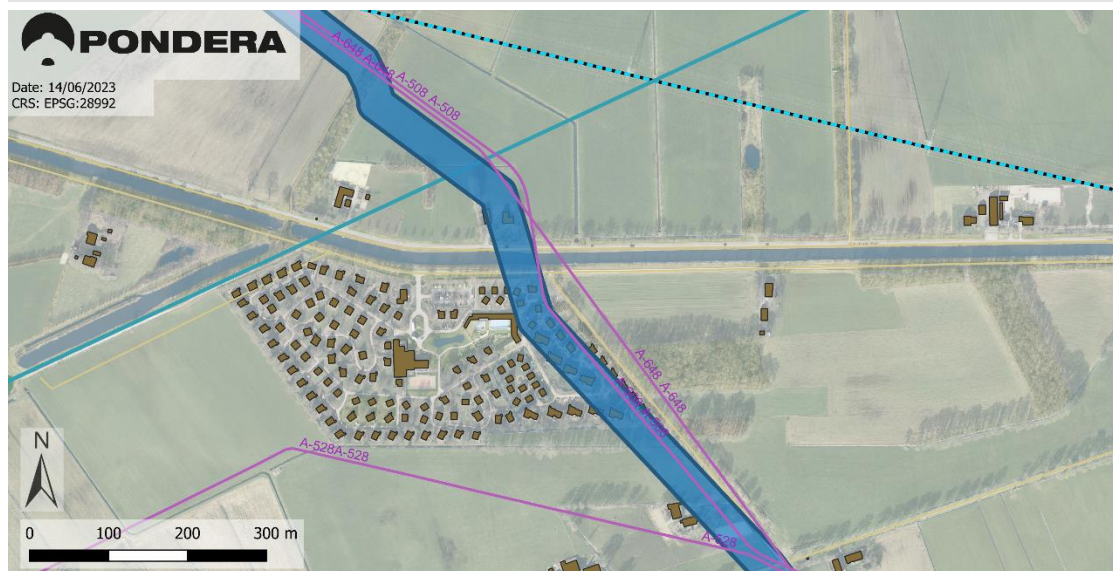 PONDERA
Date: 14/06/2023
CRS: EPSG:28992
A-648 A-648
A-508 A-508
A-648 A-648
A-528A-528
A-528
N
0 100 200 300 m